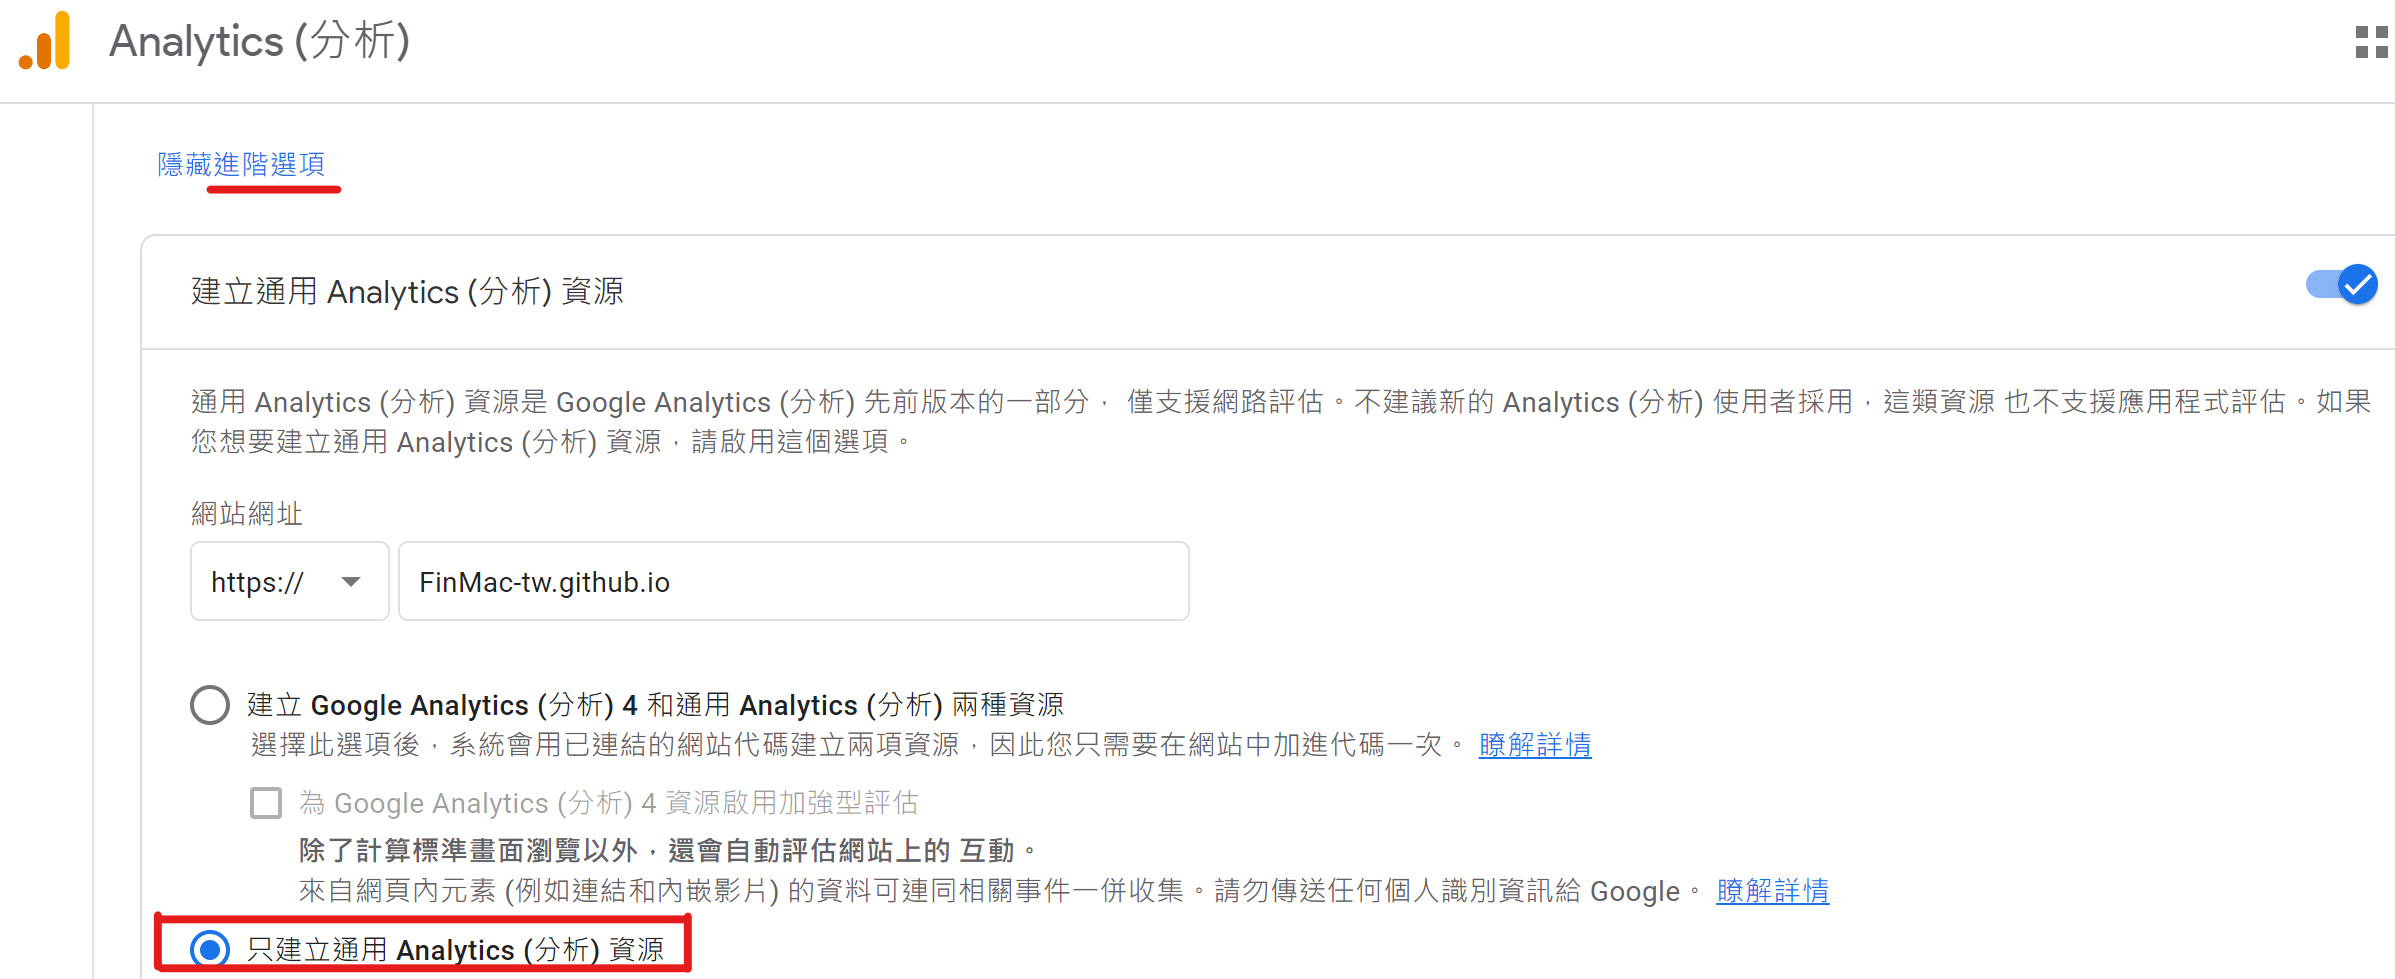 Analytics (分析)
隱藏進階選項
建立通用 Analytics (分析) 資源
通用 Analytics (分析) 資源是 Google Analytics (分析) 先前版本的一部分， 僅支援網路評估。不建議新的 Analytics (分析) 使用者採用，這類資源 也不支援應用程式評估。如果
您想要建立通用 Analytics (分析) 資源，請啟用這個選項。
網站網址
https:// FinMac-tw.github.io
建立 Google Analytics (分析) 4 和通用 Analytics (分析) 兩種資源
選擇此選項後，系統會用已連結的網站代碼建立兩項資源，因此您只需要在網站中加進代碼一次。 瞭解詳情
為 Google Analytics (分析) 4 資源啟用加強型評估
除了計算標準畫面瀏覽以外，還會自動評估網站上的 互動。
來自網頁內元素 (例如連結和內嵌影片) 的資料可連同相關事件一併收集。請勿傳送任何個人識別資訊給 Google。 瞭解詳情
只建立通用 Analytics (分析) 資源